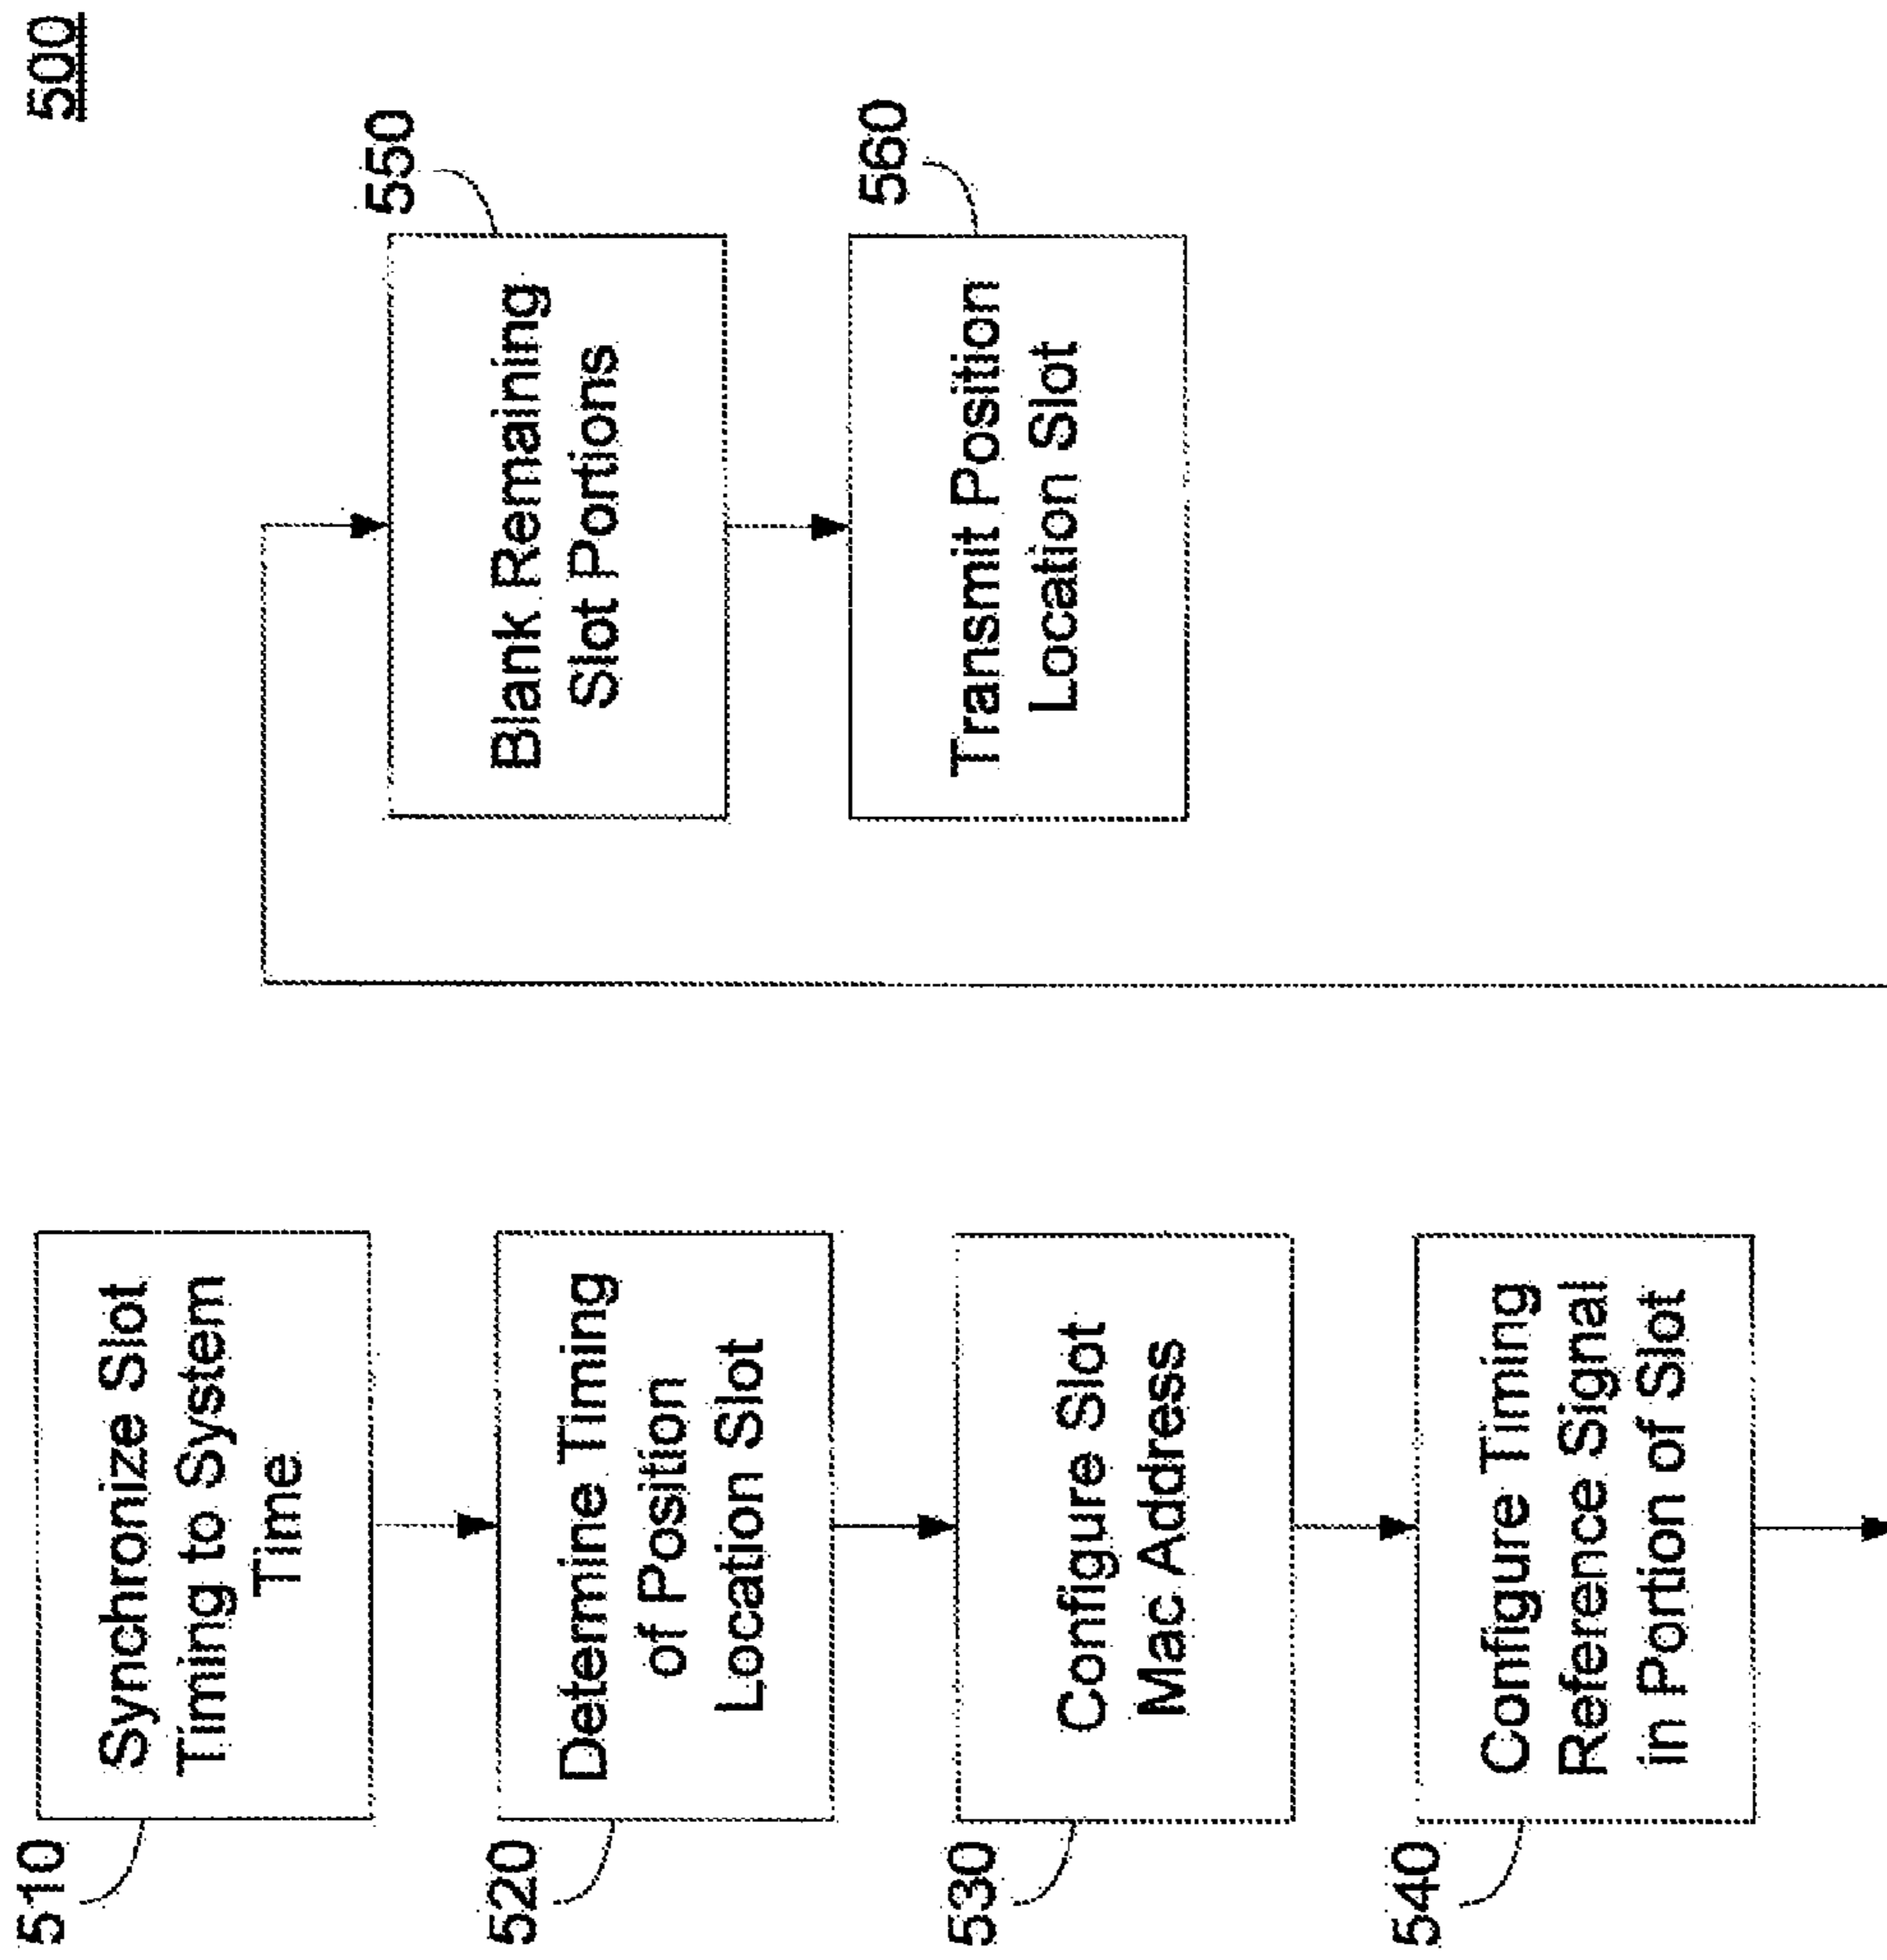 500
510
Synchronize Slot
Timing to System
Time
520
Determine Timing
of Position
Location Slot
530
Configure Slot
Mac Address
540
Configure Timing
Reference Signal
in Portion of Slot
550
Blank Remaining
Slot Portions
560
Transmit Position
Location Slot